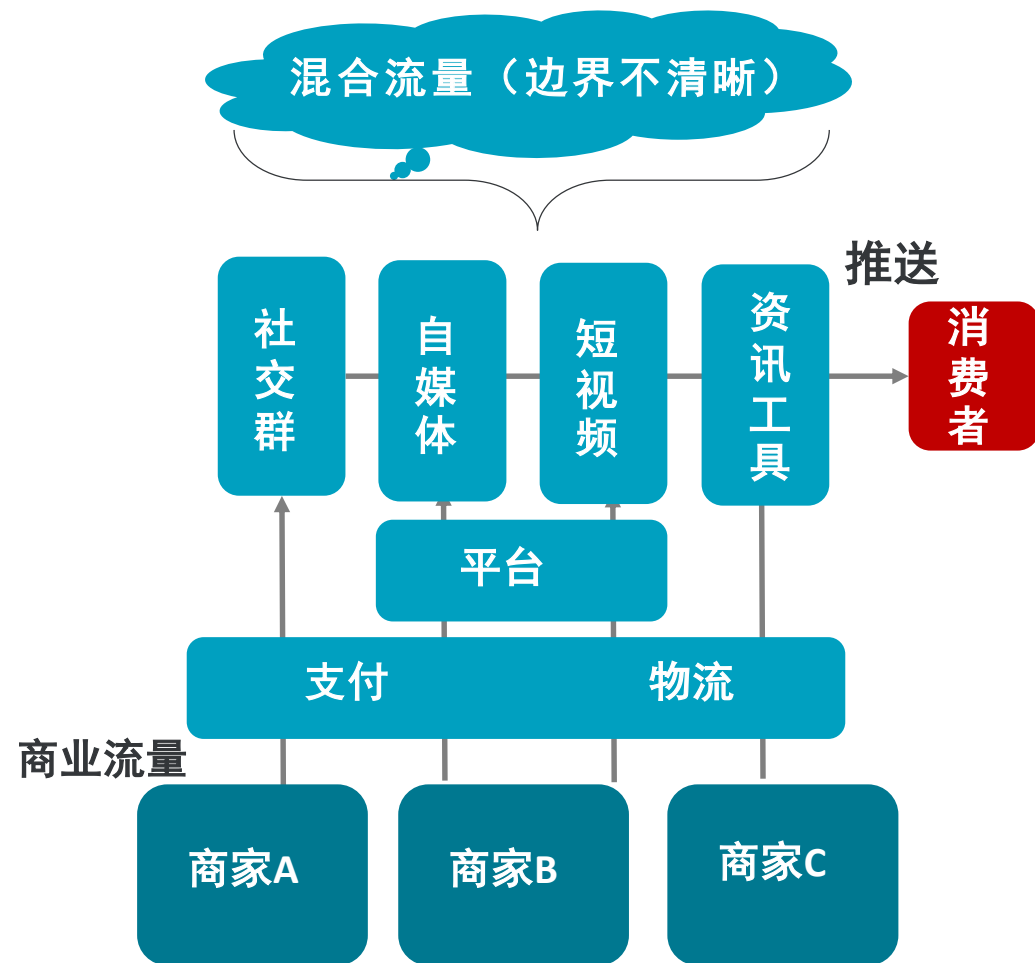 混合流量（边界不清晰）
推送
社交群
自媒体
短视频
资讯工具
消费者
平台
支付
物流
商业流量
商家A
商家B
商家C